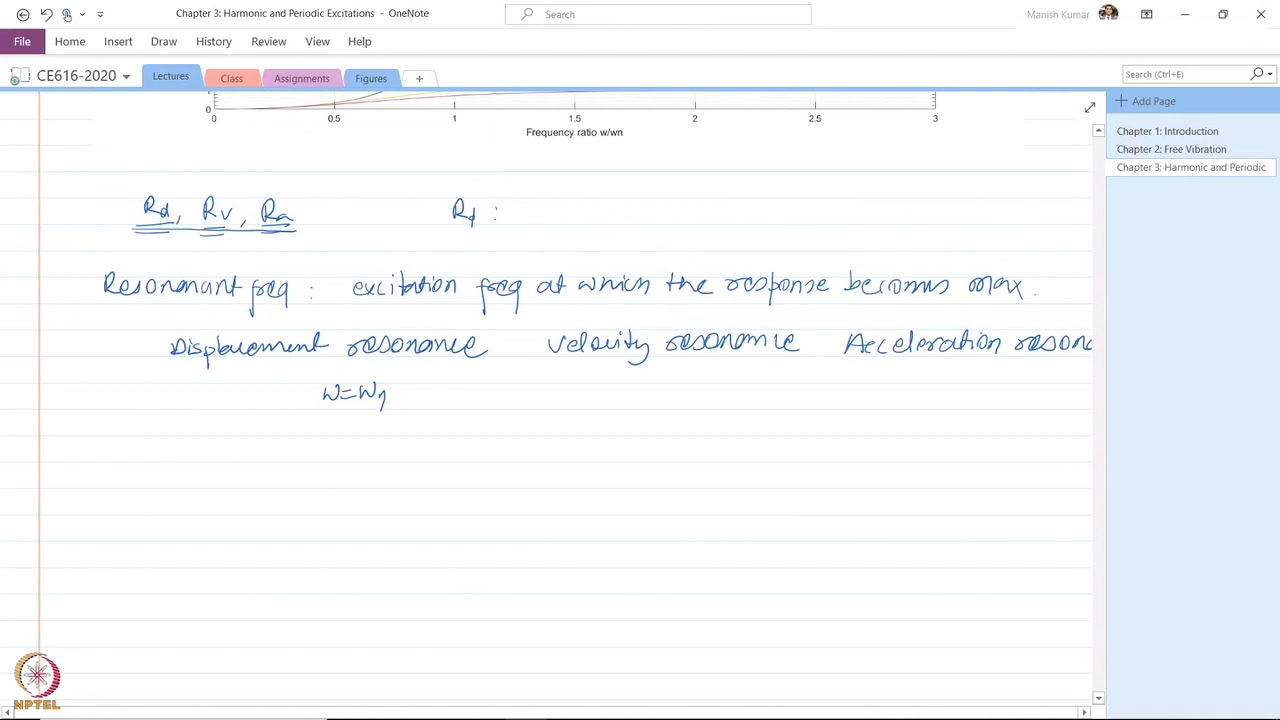 Chapter 3: Harmonic and Periodic Excitations - OneNote
Search
Manish Kumar
File Home Insert Draw History Review View Help
CE616-2020 Lectures Class Assignments Figures
Search (Ctrl+E)
Add Page
Chapter 1: Introduction
Chapter 2: Free Vibration
Chapter 3: Harmonic and Periodic
0
0 0.5 1 1.5 2 2.5 3
Frequency ratio w/wn
Rd, Rv, Ra Rd :
Resonant freq : excitation freq at which the response becomes max.
Displacement resonance velocity resonance Acceleration reson
w=wn
NPTEL